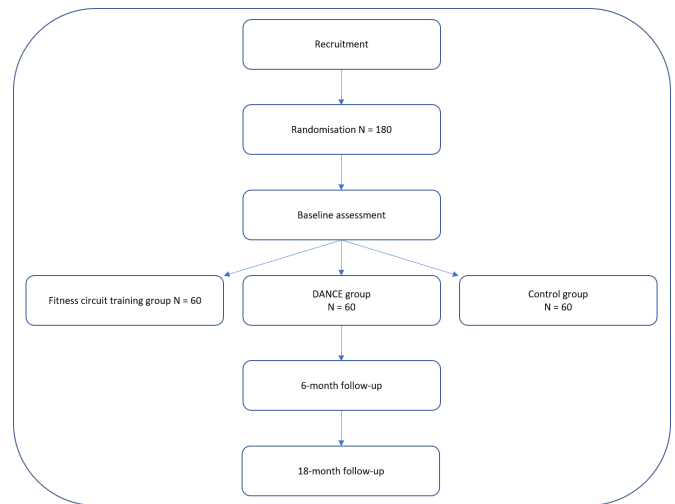 Recruitment
Randomisation N = 180
Baseline assessment
Fitness circuit training group N = 60
DANCE group
N = 60
Control group
N = 60
6-month follow-up
18-month follow-up